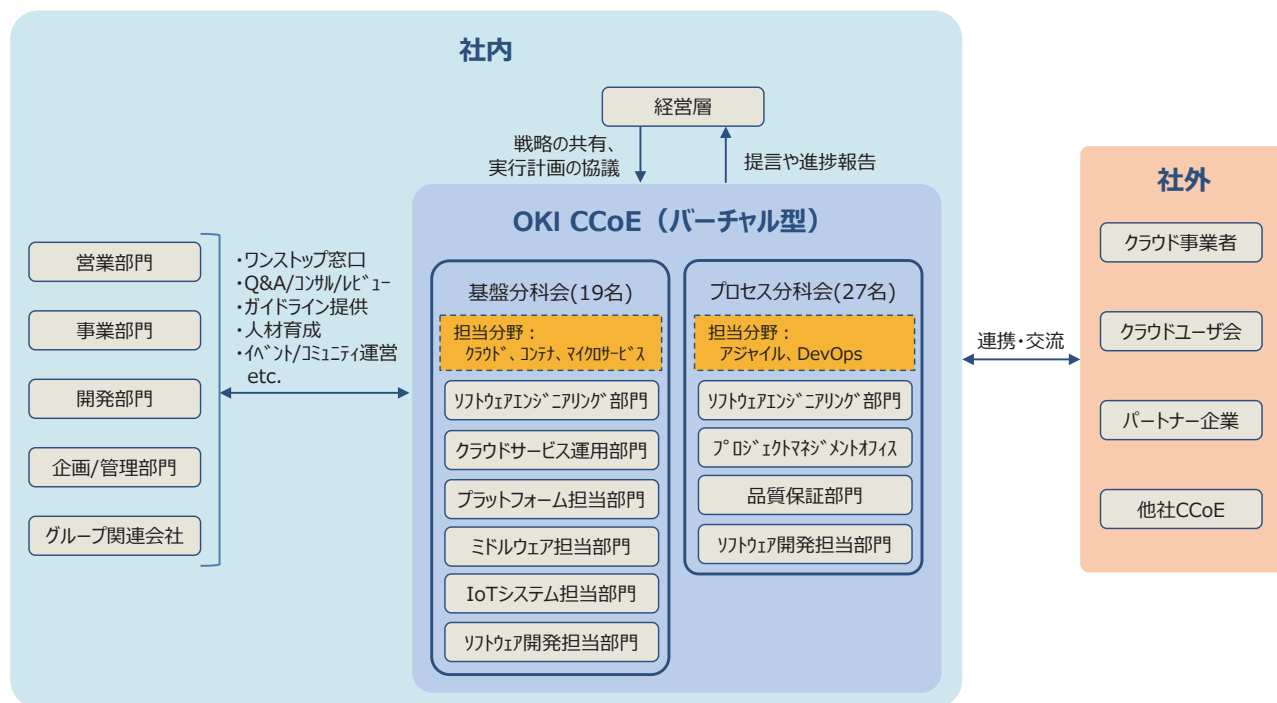 社内
経営層
戦略の共有、
実行計画の協議
提言や進捗報告
OKI CCoE（バーチャル型）
営業部門
事業部門
開発部門
企画/管理部門
グループ関連会社
・ワンストップ窓口
・Q&A/ｺﾝｻﾙ/ﾚﾋﾞｭｰ
・ガイドライン提供
・人材育成
・ｲﾍﾞﾝﾄ/ｺﾐｭﾆﾃｨ運営
etc.
基盤分科会(19名)
担当分野：
ｸﾗｳﾄﾞ、ｺﾝﾃﾅ、ﾏｲｸﾛｻｰﾋﾞｽ
ｿﾌﾄｳｪｱｴﾝｼﾞﾆｱﾘﾝｸﾞ部門
クラウドサービス運用部門
プラットフォーム担当部門
ミドルウェア担当部門
IoTシステム担当部門
ｿﾌﾄｳｪｱ開発担当部門
プロセス分科会(27名)
担当分野：
アジャイル、DevOps
ｿﾌﾄｳｪｱｴﾝｼﾞﾆｱﾘﾝｸﾞ部門
ﾌﾟﾛｼﾞｪｸﾄﾏﾈｼﾞﾒﾝﾄｵﾌｨｽ
品質保証部門
ｿﾌﾄｳｪｱ開発担当部門
連携・交流
社外
クラウド事業者
クラウドユーザ会
パートナー企業
他社CCoE